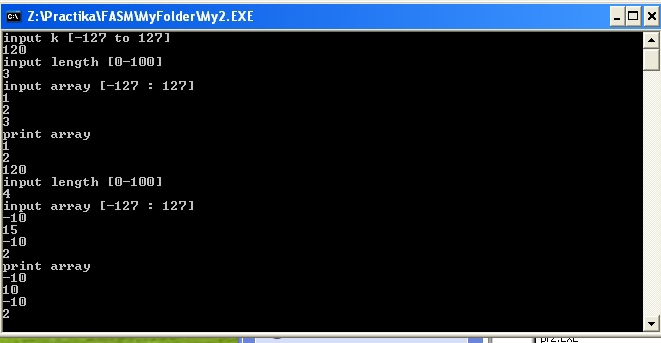 Z:\Practika\FASM\MyFolder\My2.EXE
input k [-127 to 127]
120
input length [0-100]
3
input array [-127 : 127]
1
2
3
print array
1
2
120
input length [0-100]
4
input array [-127 : 127]
-10
15
-10
2
print array
-10
10
-10
2